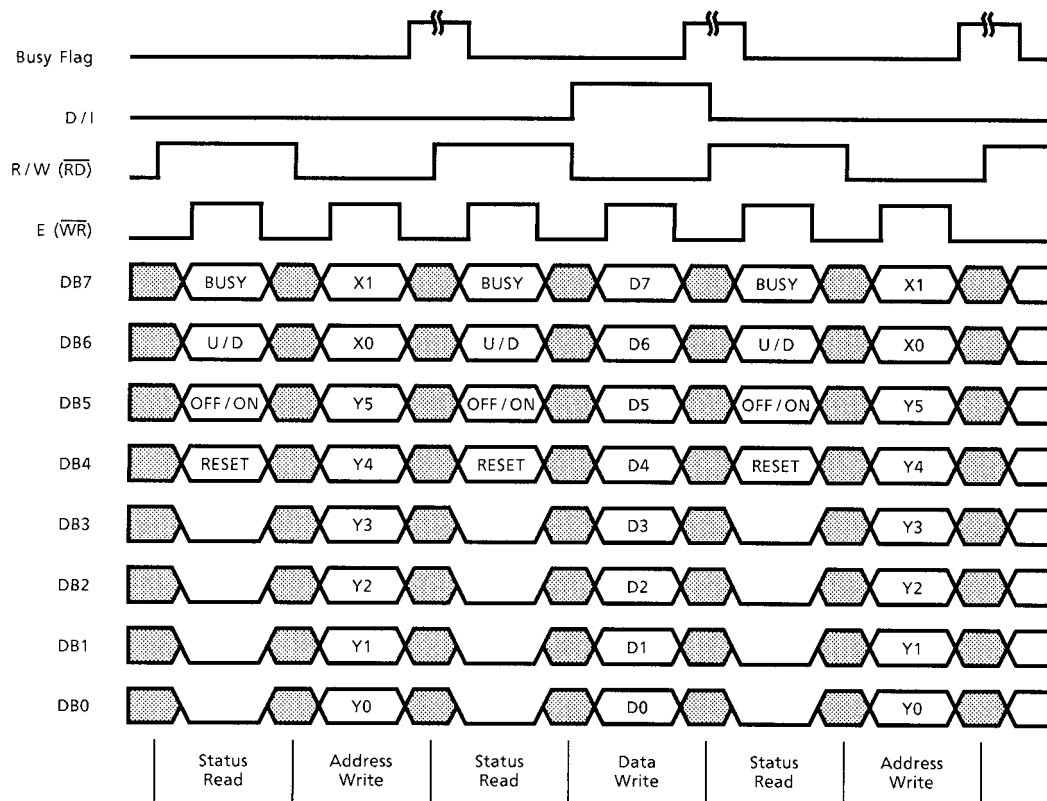 Busy Flag
D / I
R / W (R̅D̅)
E (W̅R̅)
DB7 BUSY X1 BUSY D7 BUSY X1
DB6 U / D X0 U / D D6 U / D X0
DB5 OFF / ON Y5 OFF / ON D5 OFF / ON Y5
DB4 RESET Y4 RESET D4 RESET Y4
DB3 Y3 D3 Y3
DB2 Y2 D2 Y2
DB1 Y1 D1 Y1
DB0 Y0 D0 Y0
Status Address Status Data Status Address
Read Write Read Write Read Write